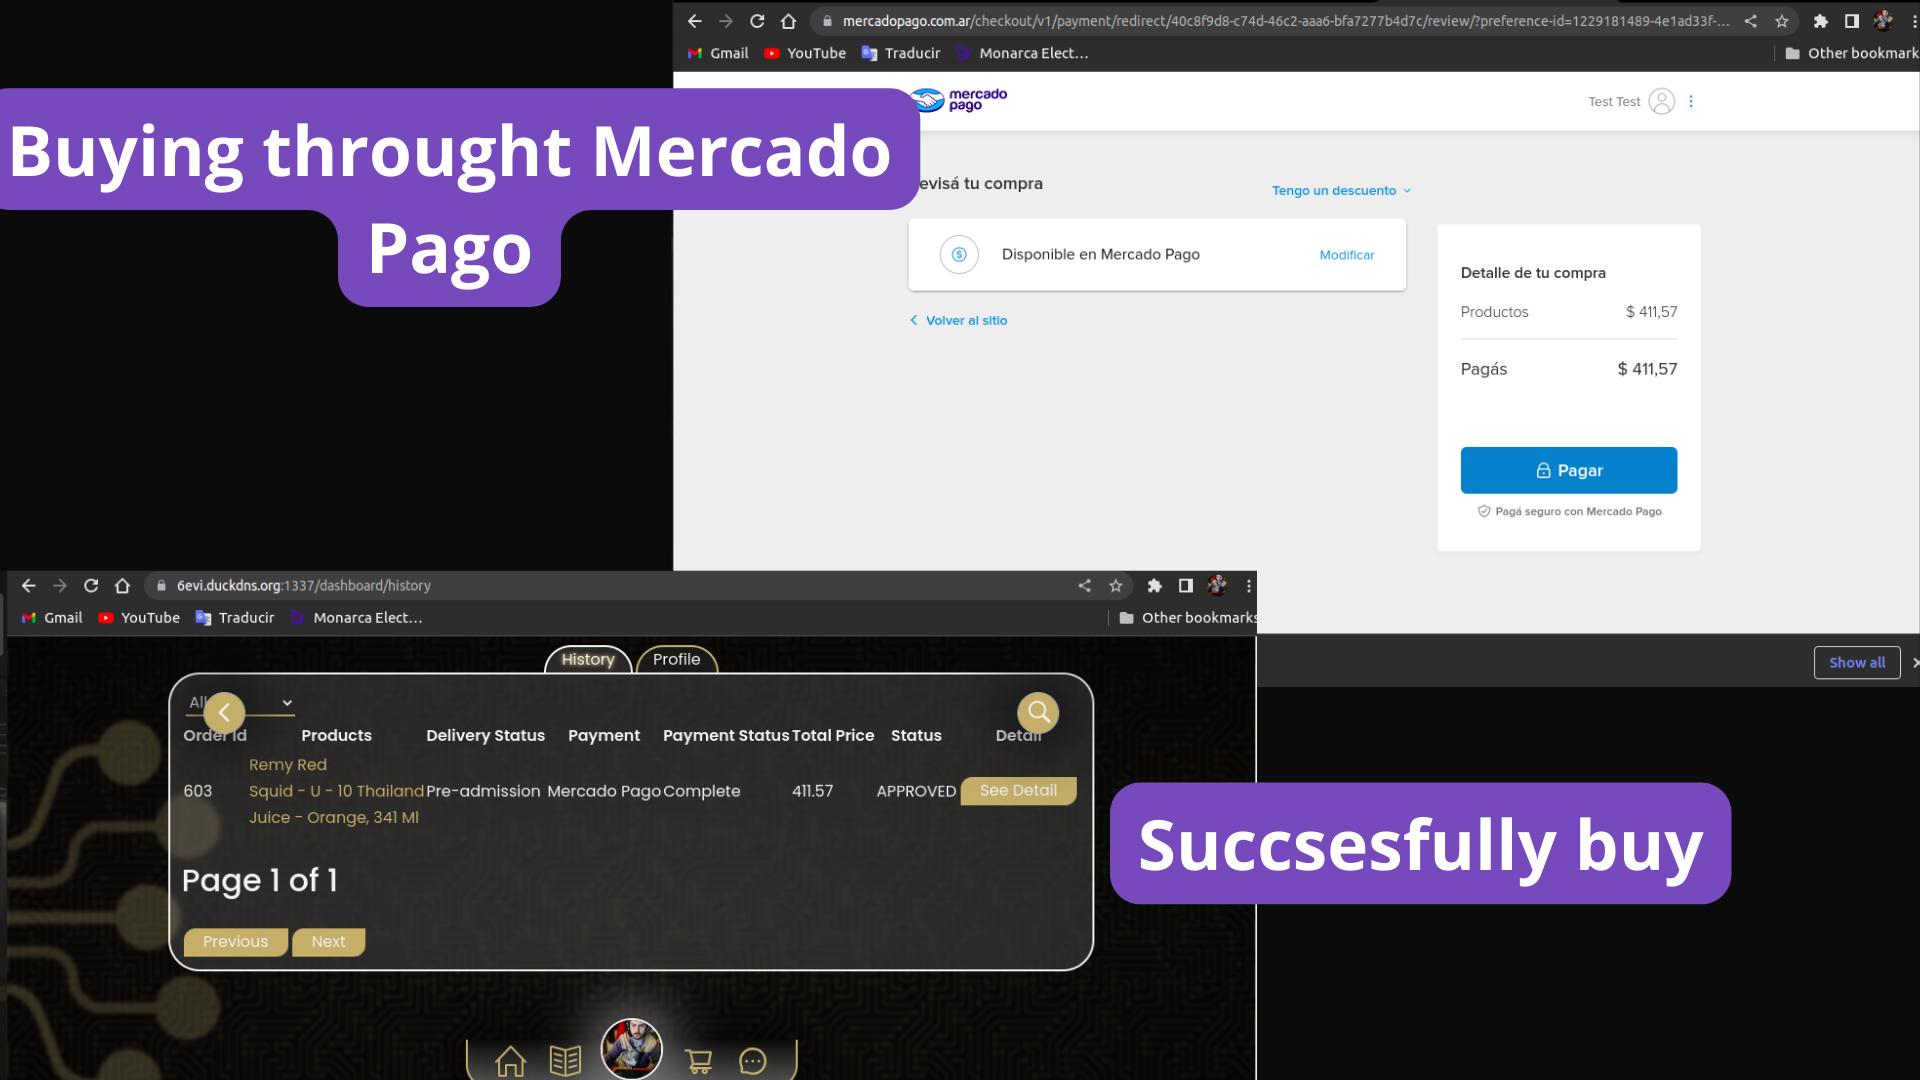 mercadopago.com.ar/checkout/v1/payment/redirect/40c8f9d8-c74d-46c2-aaa6-bfa7277b4d7c/review/?preference-id=1229181489-4e1ad33f-...
Gmail YouTube Traducir Monarca Elect... Other bookmark
mercado
pago
Test Test
Buying throught Mercado
Pago
evisá tu compra
Tengo un descuento
Disponible en Mercado Pago Modificar
Volver al sitio
Detalle de tu compra
Productos $ 411,57
Pagás $ 411,57
Pagar
Pagá seguro con Mercado Pago
Show all
6evi.duckdns.org:1337/dashboard/history
Gmail YouTube Traducir Monarca Elect... Other bookmarks
History Profile
All
Order Id Products Delivery Status Payment Payment Status Total Price Status Detail
Remy Red
603 Squid - U - 10 Thailand Pre-admission Mercado Pago Complete 411.57 APPROVED See Detail
Juice - Orange, 341 Ml
Page 1 of 1
Previous Next
Succsesfully buy